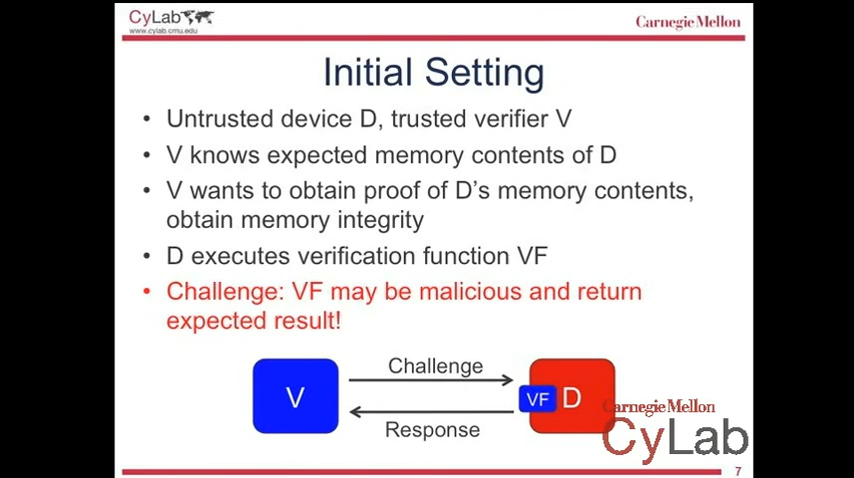 CyLab
www.cylab.cmu.edu
Carnegie Mellon
Initial Setting
• Untrusted device D, trusted verifier V
• V knows expected memory contents of D
• V wants to obtain proof of D's memory contents,
obtain memory integrity
• D executes verification function VF
• Challenge: VF may be malicious and return
expected result!
Challenge
V
VF
D
Response
Carnegie Mellon
CyLab
7